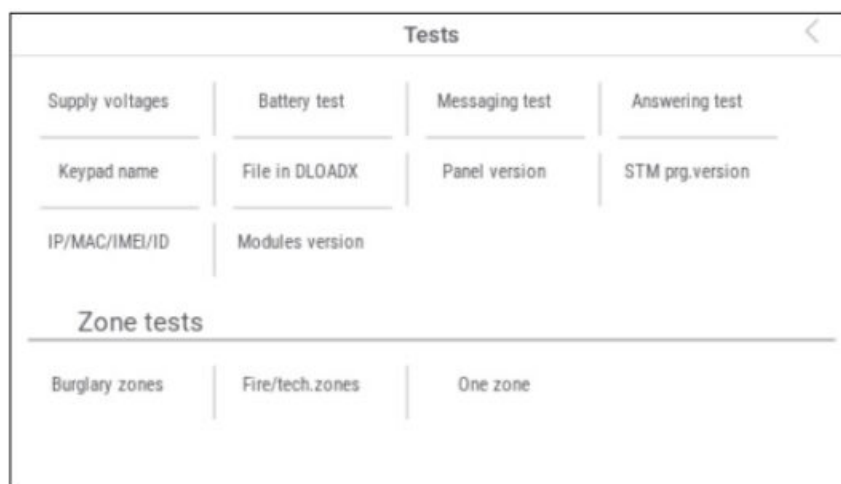 Tests
Supply voltages Battery test Messaging test Answering test
Keypad name File in DLOADX Panel version STM prg.version
IP/MAC/IMEI/ID Modules version
Zone tests
Burglary zones Fire/tech.zones One zone